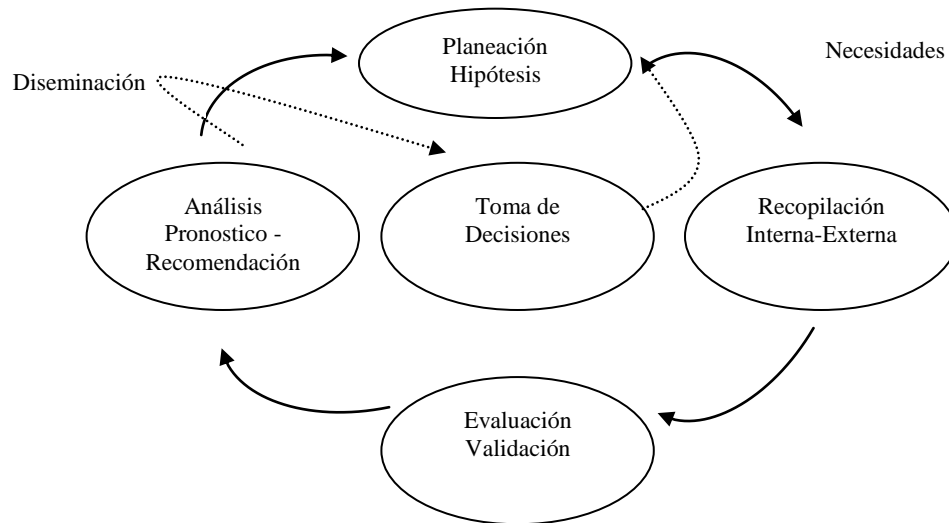 Planeación
Hipótesis
Necesidades
Diseminación
Análisis
Pronostico -
Recomendación
Toma de
Decisiones
Recopilación
Interna-Externa
Evaluación
Validación